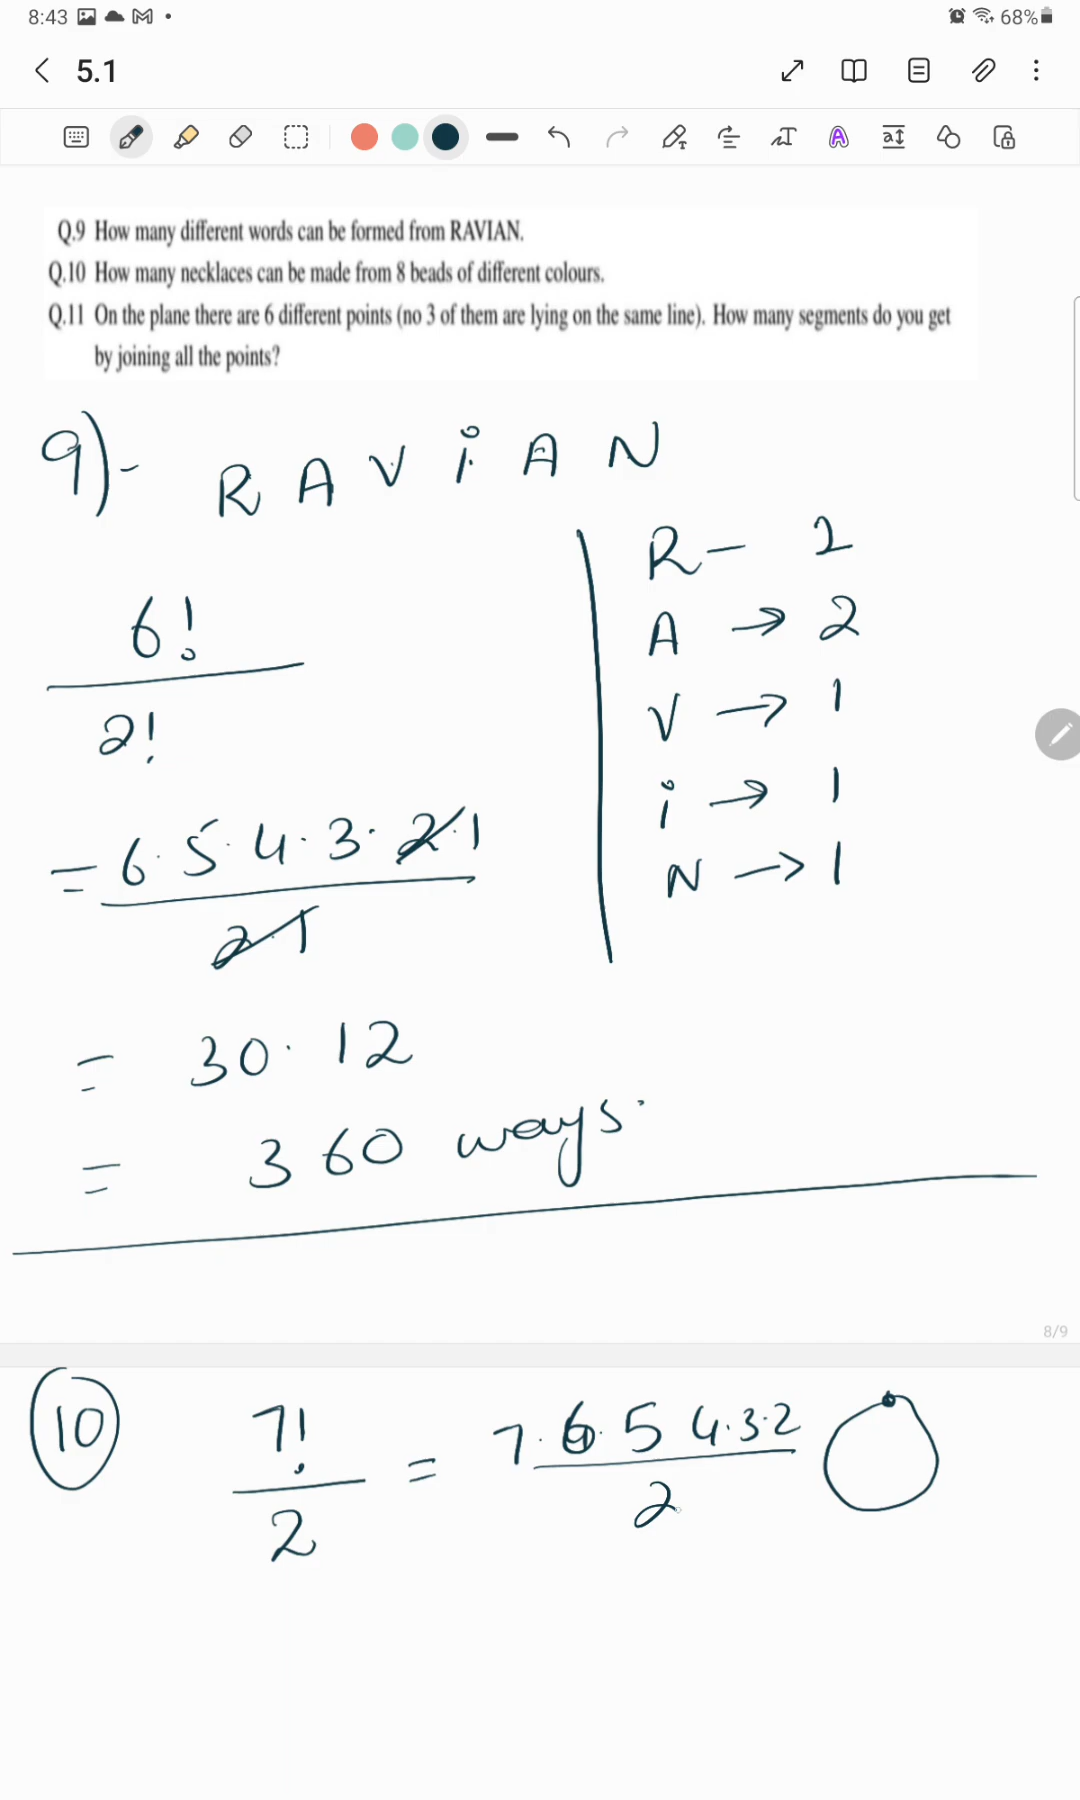 8:43
68%
5.1
Q.9 How many different words can be formed from RAVIAN.
Q.10 How many necklaces can be made from 8 beads of different colours.
Q.11 On the plane there are 6 different points (no 3 of them are lying on the same line). How many segments do you get
by joining all the points?
9)- R A V i A N
R - 1
6!
A → 2
2!
V → 1
i → 1
= 6·5·4·3·2·1
N → 1
2·1
= 30·12
= 360 ways.
8/9
10 7! = 7·6·5 4·3·2
2 2